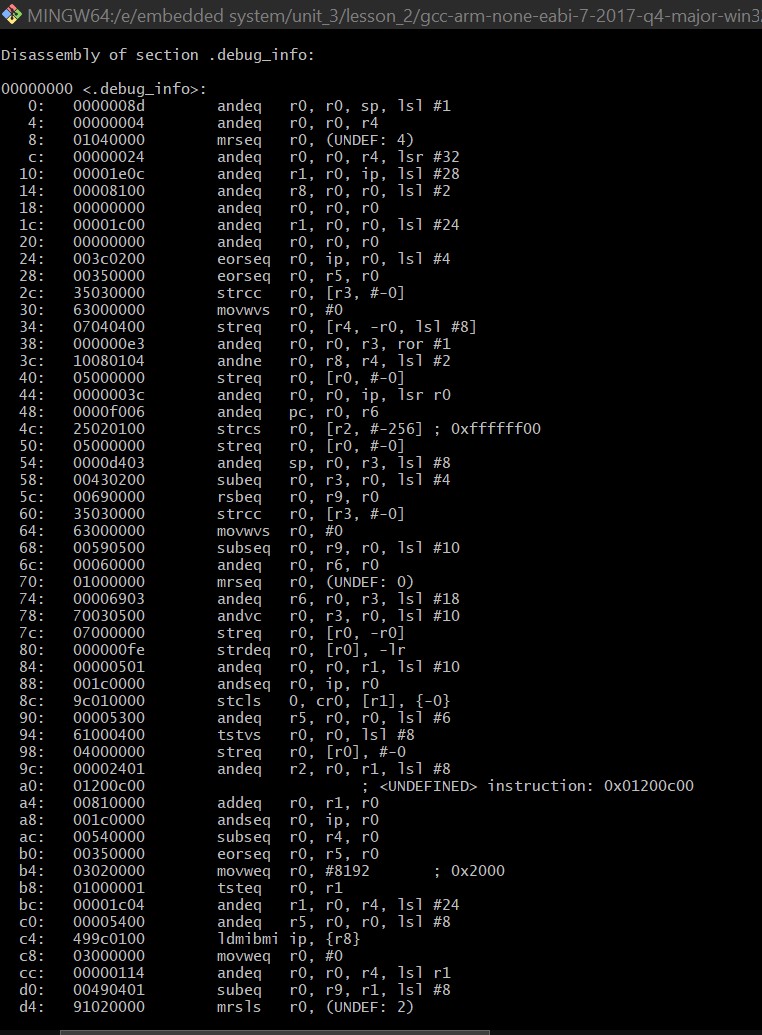 MINGW64:/e/embedded system/unit_3/lesson_2/gcc-arm-none-eabi-7-2017-q4-major-win3
Disassembly of section .debug_info:
00000000 <.debug_info>:
0: 0000008d andeq r0, r0, sp, lsl #1
4: 00000004 andeq r0, r0, r4
8: 01040000 mrseq r0, (UNDEF: 4)
c: 00000024 andeq r0, r0, r4, lsr #32
10: 00001e0c andeq r1, r0, ip, lsl #28
14: 00008100 andeq r8, r0, r0, lsl #2
18: 00000000 andeq r0, r0, r0
1c: 00001c00 andeq r1, r0, r0, lsl #24
20: 00000000 andeq r0, r0, r0
24: 003c0200 eorseq r0, ip, r0, lsl #4
28: 00350000 eorseq r0, r5, r0
2c: 35030000 strcc r0, [r3, #-0]
30: 63000000 movwvs r0, #0
34: 07040400 streq r0, [r4, -r0, lsl #8]
38: 000000e3 andeq r0, r0, r3, ror #1
3c: 10080104 andne r0, r8, r4, lsl #2
40: 05000000 streq r0, [r0, #-0]
44: 0000003c andeq r0, r0, ip, lsr r0
48: 0000f006 andeq pc, r0, r6
4c: 25020100 strcs r0, [r2, #-256] ; 0xffffff00
50: 05000000 streq r0, [r0, #-0]
54: 0000d403 andeq sp, r0, r3, lsl #8
58: 00430200 subeq r0, r3, r0, lsl #4
5c: 00690000 rsbeq r0, r9, r0
60: 35030000 strcc r0, [r3, #-0]
64: 63000000 movwvs r0, #0
68: 00590500 subseq r0, r9, r0, lsl #10
6c: 00060000 andeq r0, r6, r0
70: 01000000 mrseq r0, (UNDEF: 0)
74: 00006903 andeq r6, r0, r3, lsl #18
78: 70030500 andvc r0, r3, r0, lsl #10
7c: 07000000 streq r0, [r0, -r0]
80: 000000fe strdeq r0, [r0], -lr
84: 00000501 andeq r0, r0, r1, lsl #10
88: 001c0000 andseq r0, ip, r0
8c: 9c010000 stcls 0, cr0, [r1], {-0}
90: 00005300 andeq r5, r0, r0, lsl #6
94: 61000400 tstvs r0, r0, lsl #8
98: 04000000 streq r0, [r0], #-0
9c: 00002401 andeq r2, r0, r1, lsl #8
a0: 01200c00 ; <UNDEFINED> instruction: 0x01200c00
a4: 00810000 addeq r0, r1, r0
a8: 001c0000 andseq r0, ip, r0
ac: 00540000 subseq r0, r4, r0
b0: 00350000 eorseq r0, r5, r0
b4: 03020000 movweq r0, #8192 ; 0x2000
b8: 01000001 tsteq r0, r1
bc: 00001c04 andeq r1, r0, r4, lsl #24
c0: 00005400 andeq r5, r0, r0, lsl #8
c4: 499c0100 ldmibmi ip, {r8}
c8: 03000000 movweq r0, #0
cc: 00000114 andeq r0, r0, r4, lsl r1
d0: 00490401 subeq r0, r9, r1, lsl #8
d4: 91020000 mrsls r0, (UNDEF: 2)